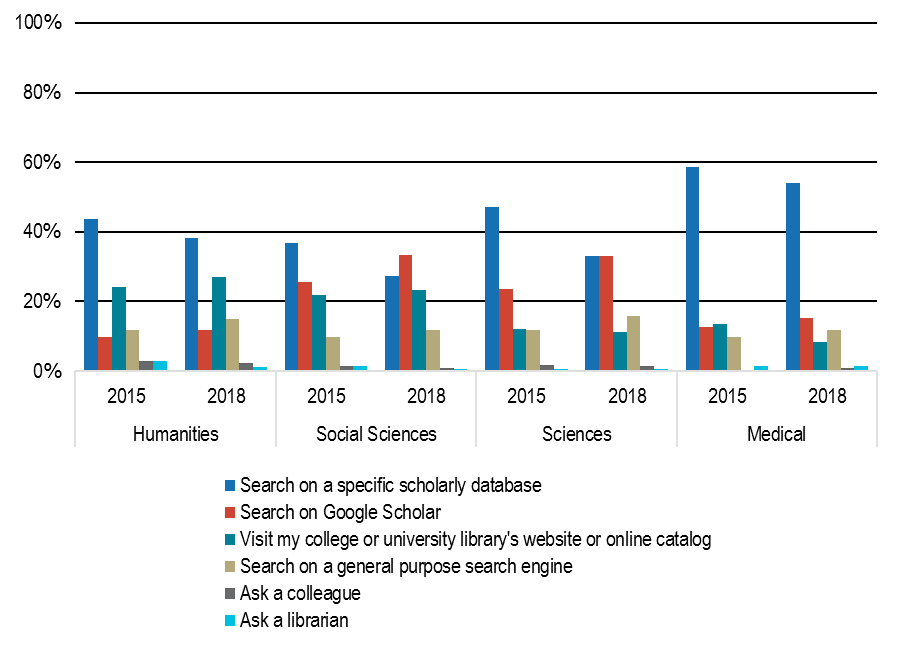 100%
80%
60%
40%
20%
0%
2015 2018 2015 2018 2015 2018 2015 2018
Humanities Social Sciences Sciences Medical
Search on a specific scholarly database
Search on Google Scholar
Visit my college or university library's website or online catalog
Search on a general purpose search engine
Ask a colleague
Ask a librarian